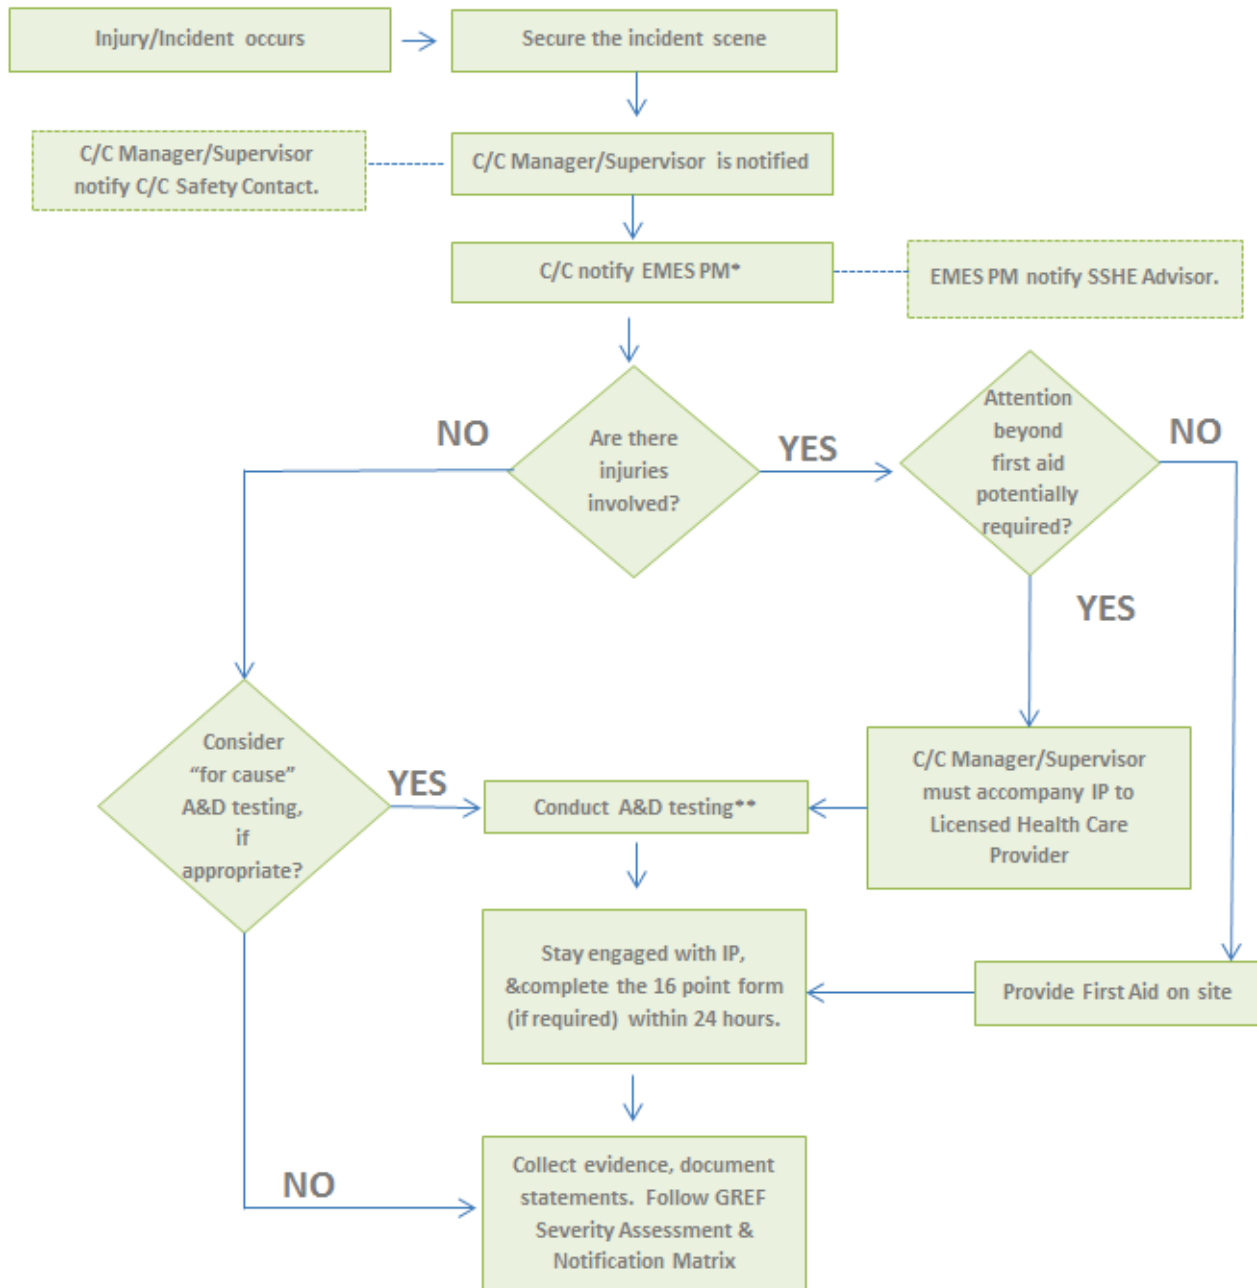 Injury/Incident occurs
Secure the incident scene
C/C Manager/Supervisor
notify C/C Safety Contact.
C/C Manager/Supervisor is notified
C/C notify EMES PM*
EMES PM notify SSHE Advisor.
NO
Are there
injuries
involved?
YES
Attention
beyond
first aid
potentially
required?
NO
YES
Consider
“for cause”
A&D testing,
if
appropriate?
YES
Conduct A&D testing**
C/C Manager/Supervisor
must accompany IP to
Licensed Health Care
Provider
Stay engaged with IP,
&complete the 16 point form
(if required) within 24 hours.
Provide First Aid on site
NO
Collect evidence, document
statements. Follow GREF
Severity Assessment &
Notification Matrix